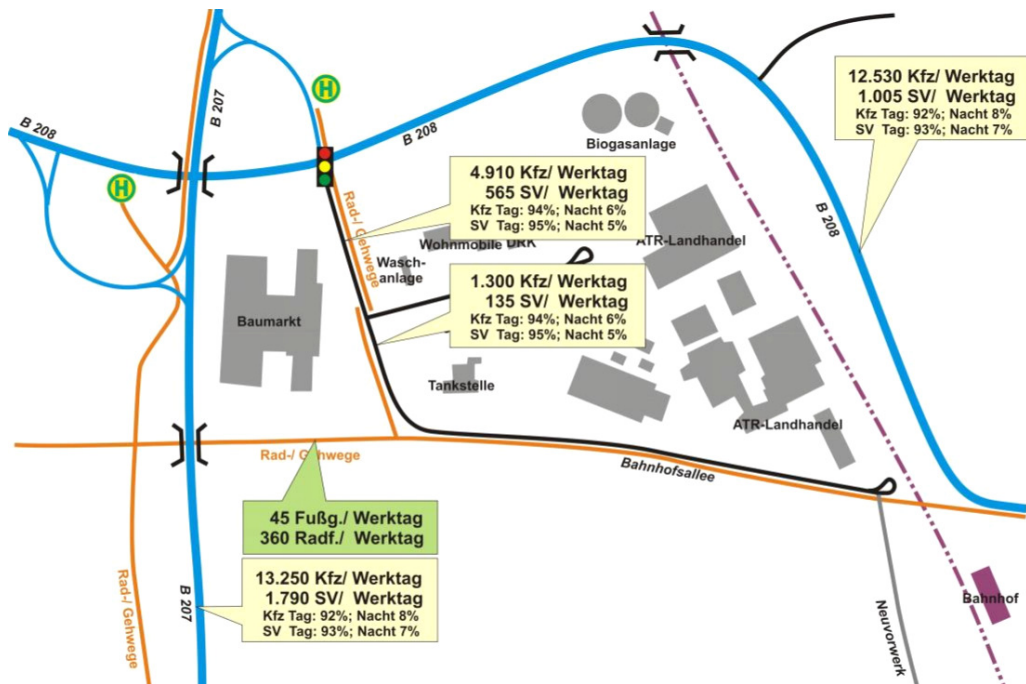 B 207
B 208
H
H
B 208
12.530 Kfz/ Werktag
1.005 SV/ Werktag
Kfz Tag: 92%; Nacht 8%
SV Tag: 93%; Nacht 7%
Biogasanlage
4.910 Kfz/ Werktag
565 SV/ Werktag
Kfz Tag: 94%; Nacht 6%
SV Tag: 95%; Nacht 5%
Rad-/ Gehwege
B 208
Wohnmobile DRK
ATR-Landhandel
Wasch-
anlage
1.300 Kfz/ Werktag
135 SV/ Werktag
Kfz Tag: 94%; Nacht 6%
SV Tag: 95%; Nacht 5%
Baumarkt
Tankstelle
ATR-Landhandel
Rad-/ Gehwege
Bahnhofsallee
45 Fußg./ Werktag
360 Radf./ Werktag
13.250 Kfz/ Werktag
1.790 SV/ Werktag
Kfz Tag: 92%; Nacht 8%
SV Tag: 93%; Nacht 7%
Rad-/ Gehwege
B 207
Neuvorwerk
Bahnhof